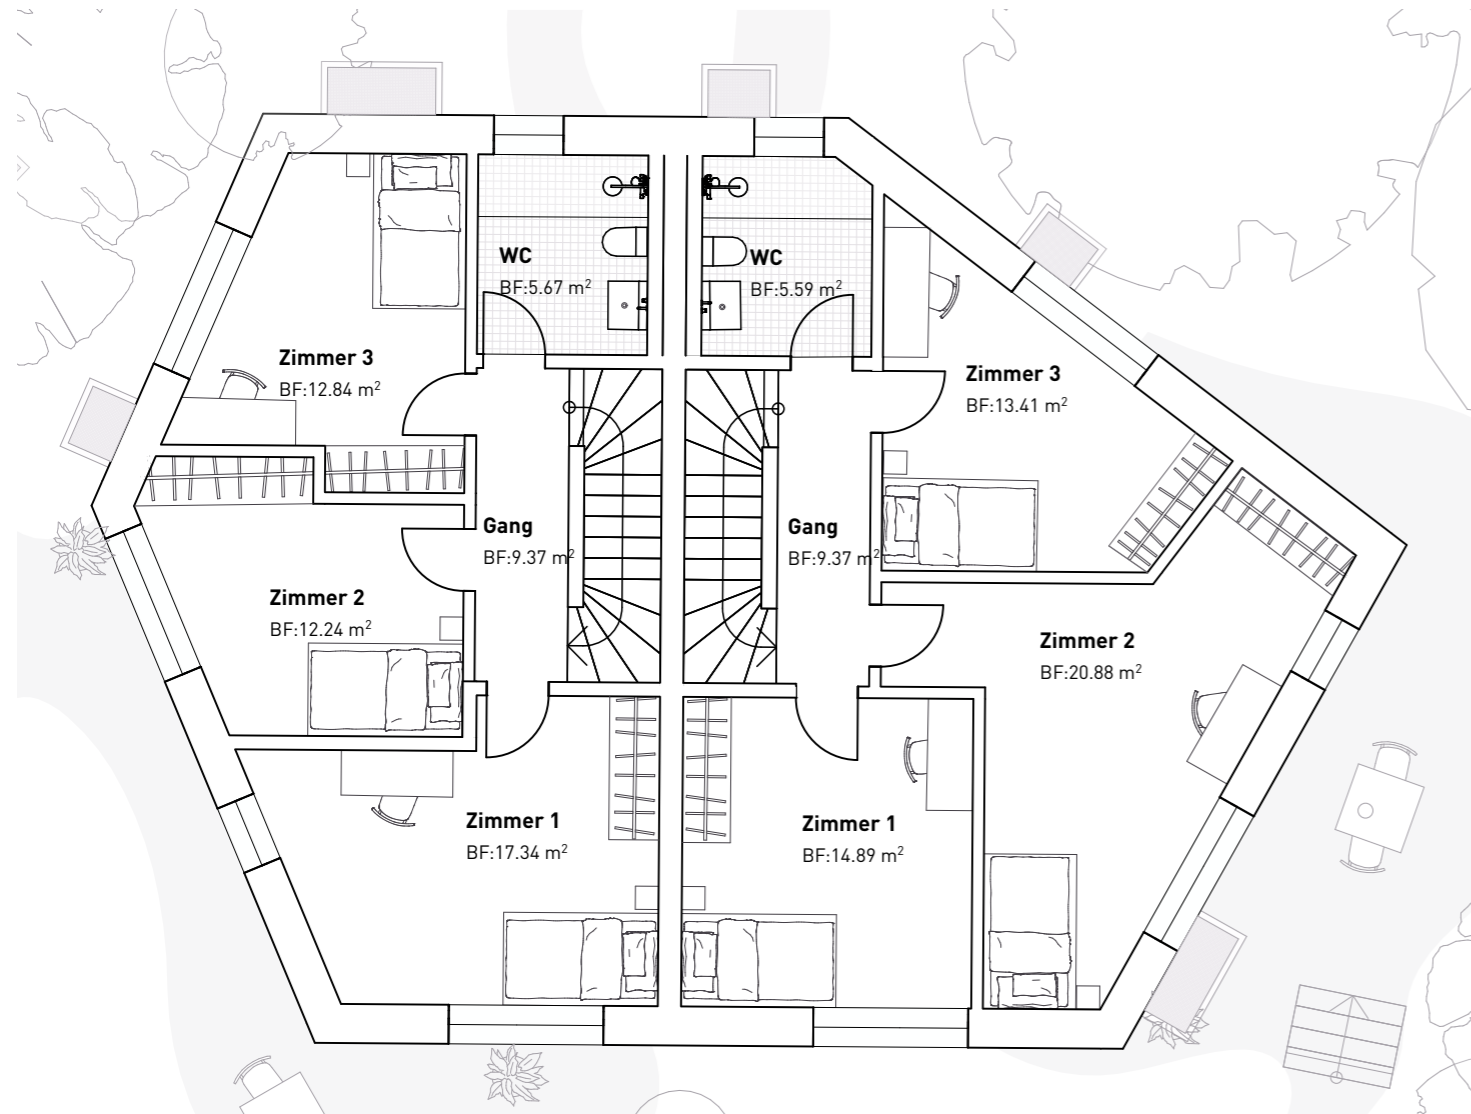 WC
BF:5.67 m²
WC
BF:5.59 m²
Zimmer 3
BF:12.84 m²
Zimmer 3
BF:13.41 m²
Gang
BF:9.37 m²
Gang
BF:9.37 m²
Zimmer 2
BF:12.24 m²
Zimmer 2
BF:20.88 m²
Zimmer 1
BF:17.34 m²
Zimmer 1
BF:14.89 m²